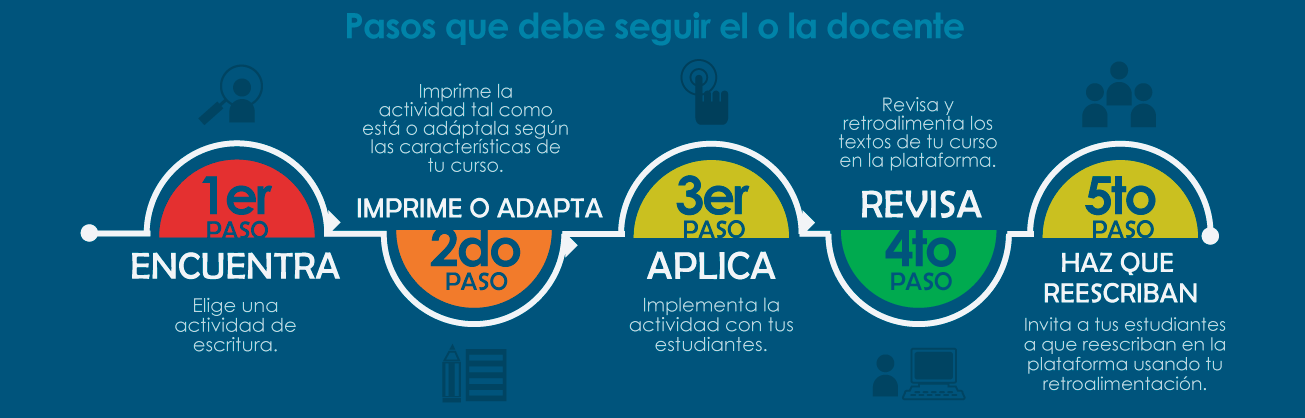 Pasos que debe seguir el o la docente
1er
PASO
ENCUENTRA
Elige una
actividad de
escritura.
Imprime la
actividad tal como
está o adáptala según
las características de
tu curso.
IMPRIME O ADAPTA
2do
PASO
3er
PASO
APLICA
Implementa la
actividad con tus
estudiantes.
Revisa y
retroalimenta los
textos de tu curso
en la plataforma.
REVISA
4to
PASO
5to
PASO
HAZ QUE
REESCRIBAN
Invita a tus estudiantes
a que reescriban en la
plataforma usando tu
retroalimentación.